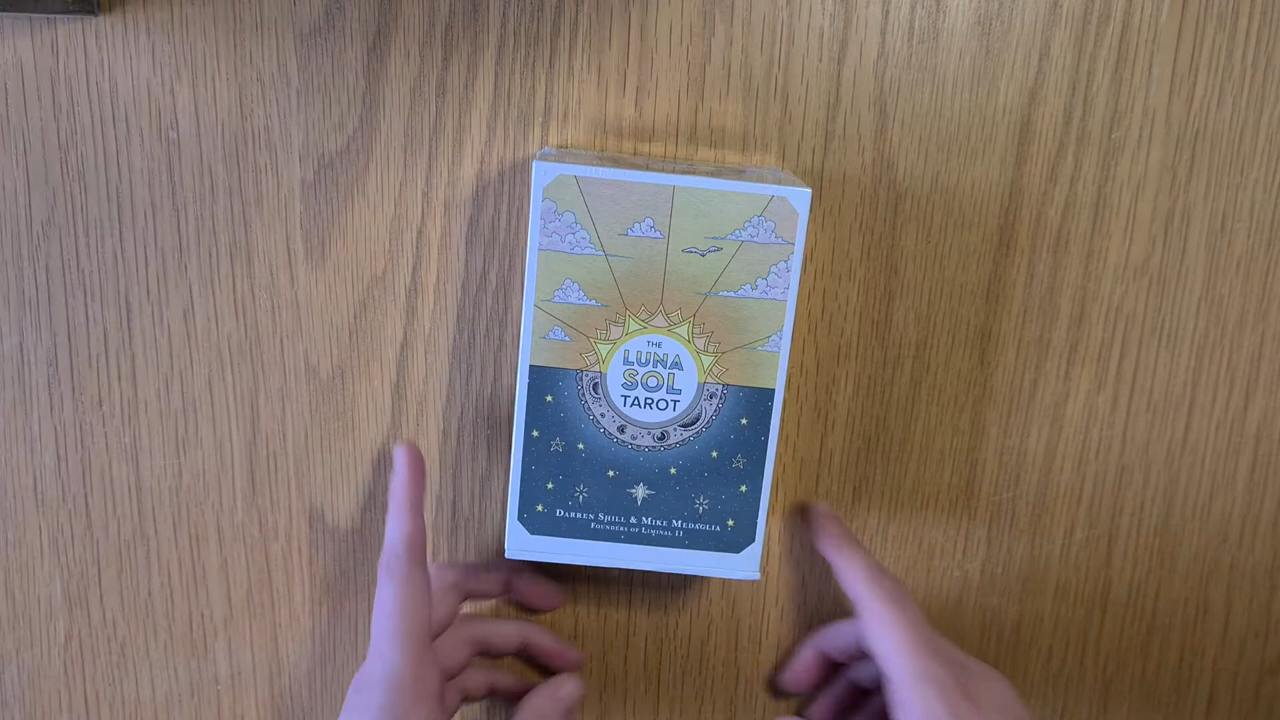 THE
LUNA
SOL
TAROT
DARREN SHILL & MIKE MEDAGLIA
FOUNDERS OF LIMINAL 11